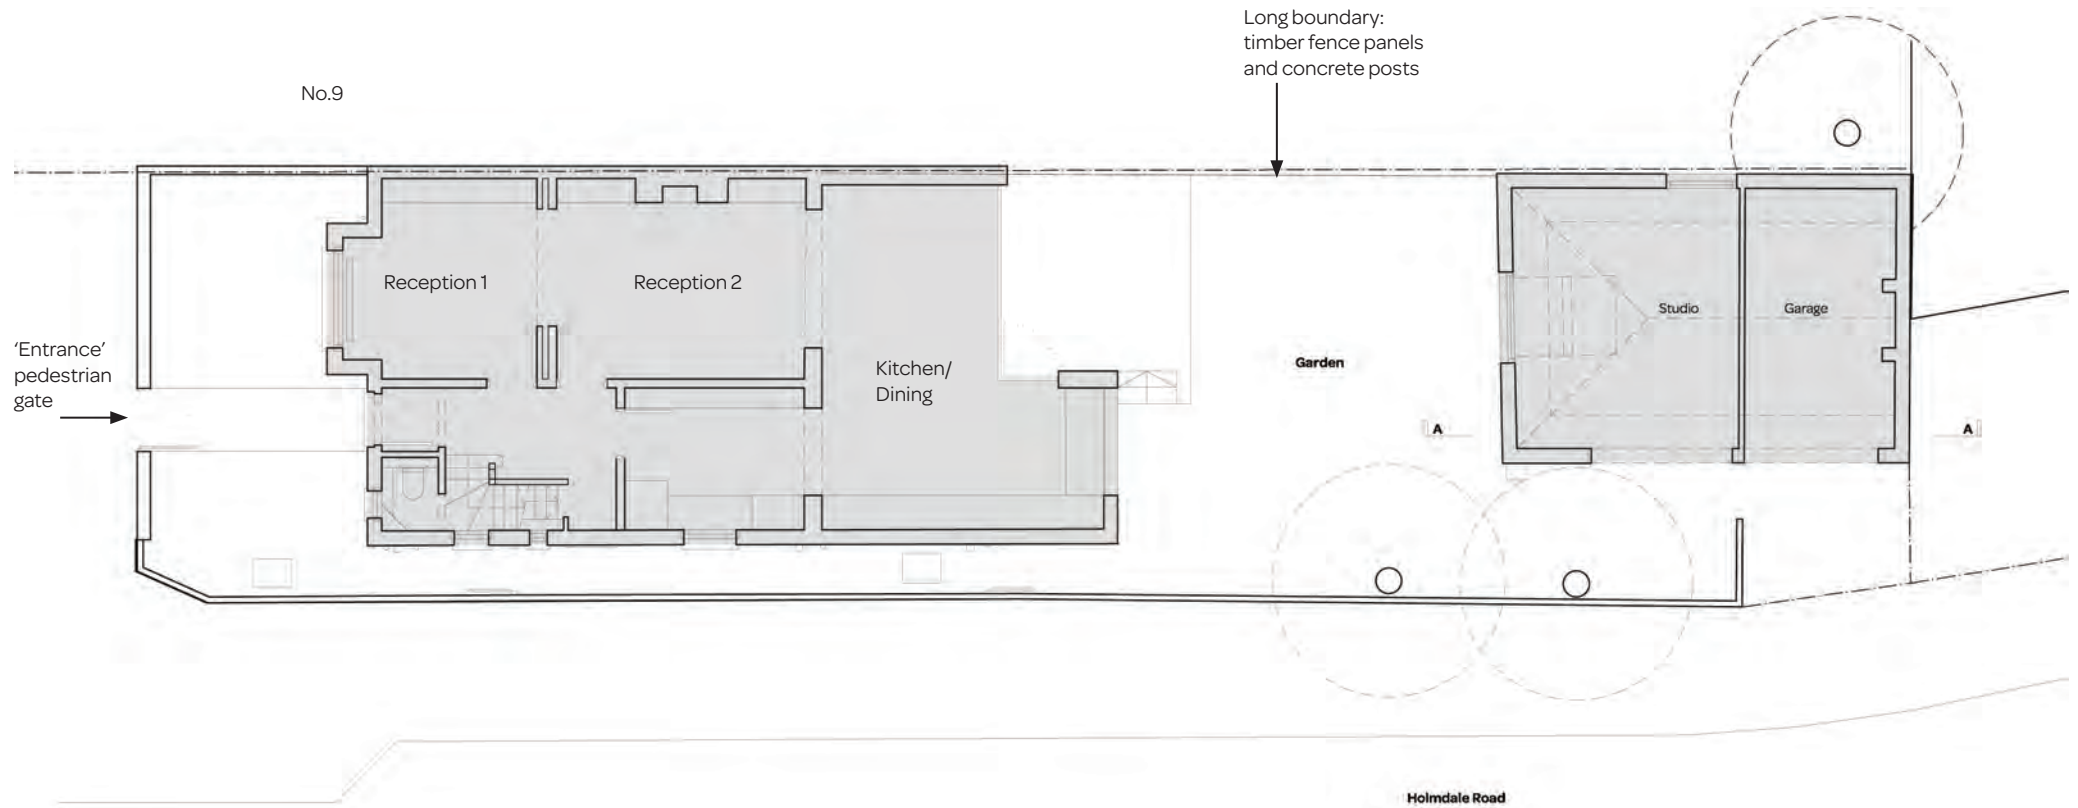 Long boundary:
timber fence panels
and concrete posts
No.9
Reception 1
Reception 2
Studio
Garage
'Entrance'
pedestrian
gate
Kitchen/
Dining
Garden
A
A
Holmdale Road